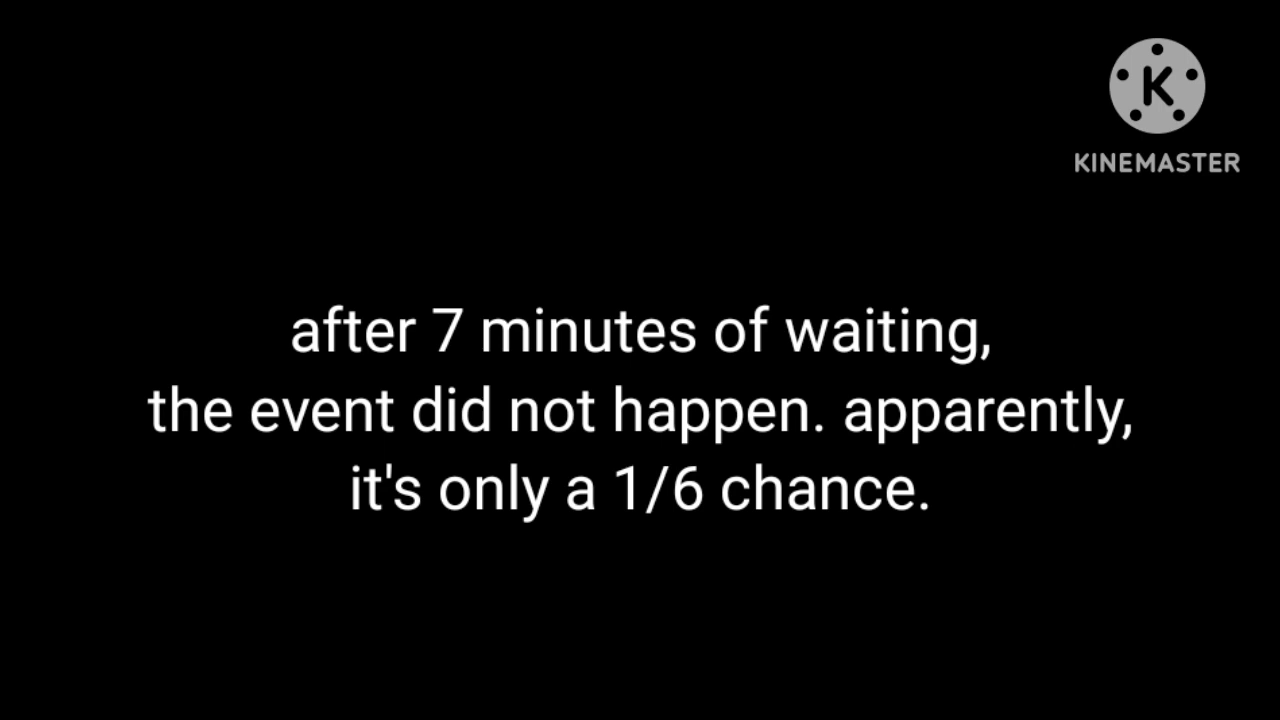 K
KINEMASTER
after 7 minutes of waiting,
the event did not happen. apparently,
it's only a 1/6 chance.